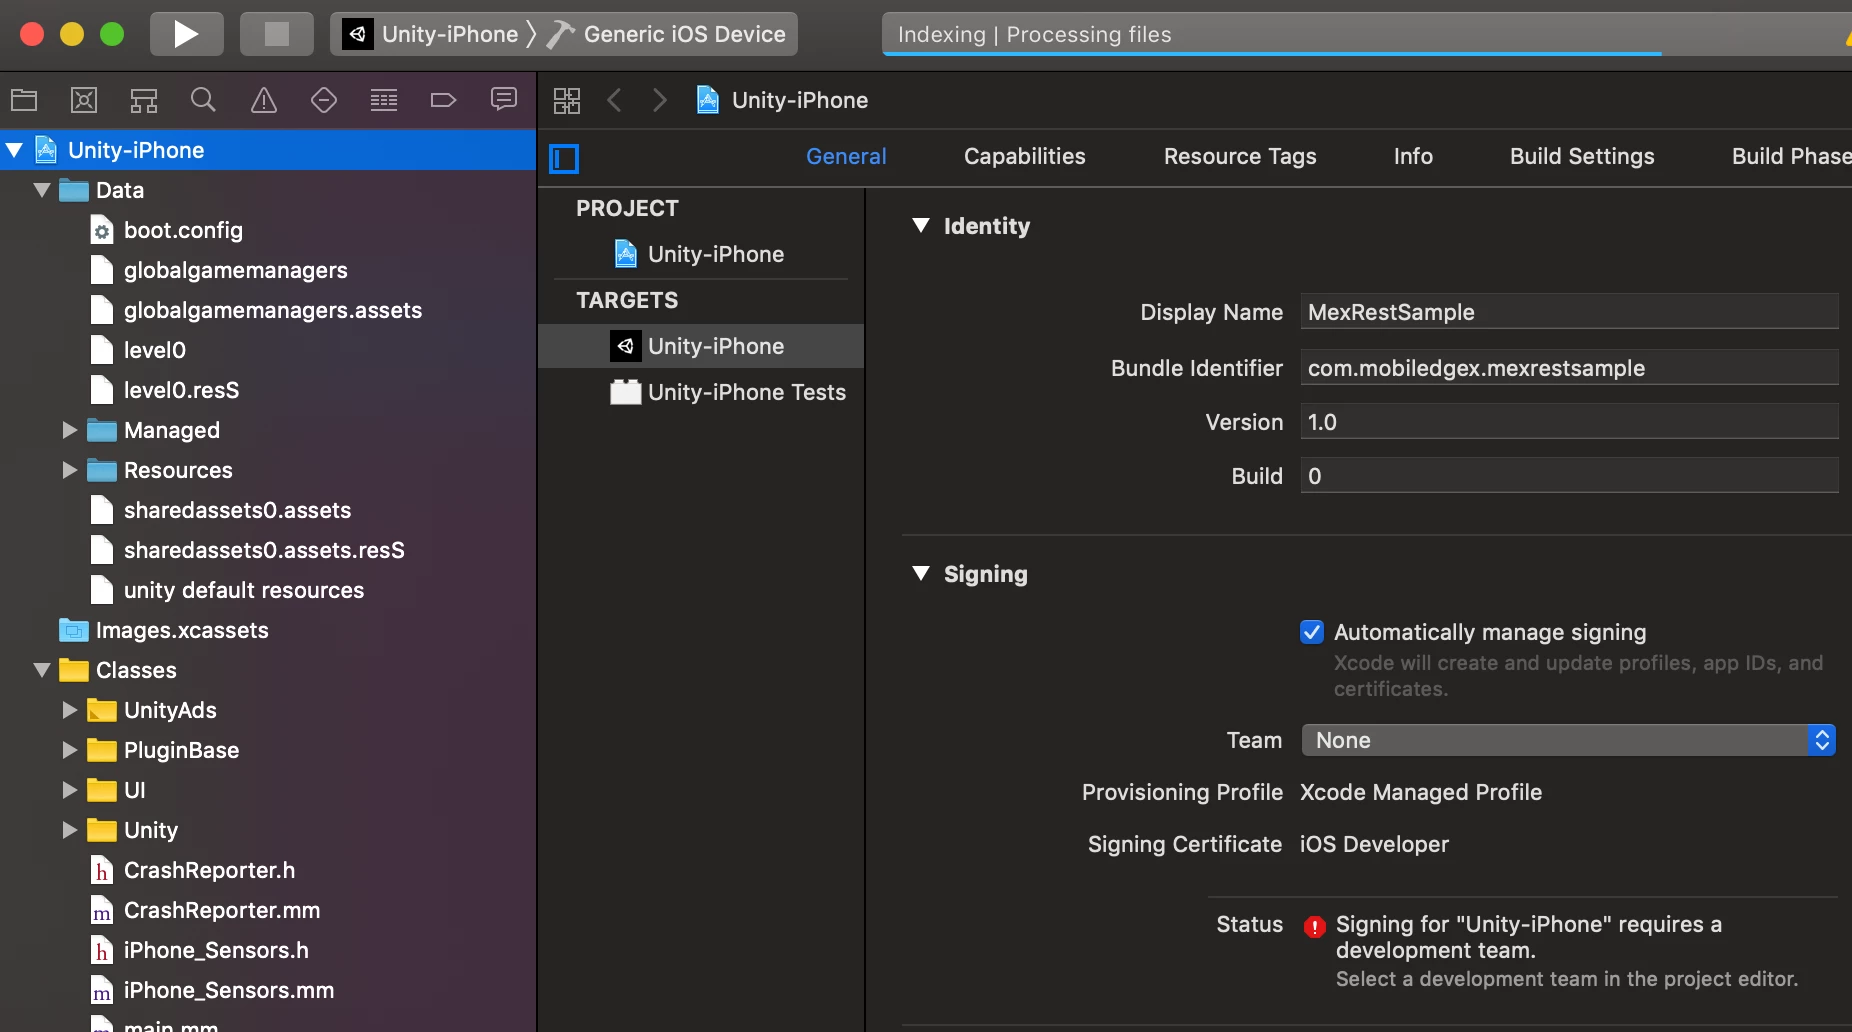 Unity-iPhone
Generic iOS Device
Indexing | Processing files
Unity-iPhone
Data
boot.config
globalgamemanagers
globalgamemanagers.assets
level0
level0.resS
Managed
Resources
sharedassets0.assets
sharedassets0.assets.resS
unity default resources
Images.xcassets
Classes
UnityAds
PluginBase
UI
Unity
h CrashReporter.h
m CrashReporter.mm
h iPhone_Sensors.h
m iPhone_Sensors.mm
main.mm
Unity-iPhone
General Capabilities Resource Tags Info Build Settings Build Phase
PROJECT
Unity-iPhone
TARGETS
Unity-iPhone
Unity-iPhone Tests
Identity
Display Name MexRestSample
Bundle Identifier com.mobiledgex.mexrestsample
Version 1.0
Build 0
Signing
Automatically manage signing
Xcode will create and update profiles, app IDs, and
certificates.
Team None
Provisioning Profile Xcode Managed Profile
Signing Certificate iOS Developer
Status Signing for "Unity-iPhone" requires a
development team.
Select a development team in the project editor.